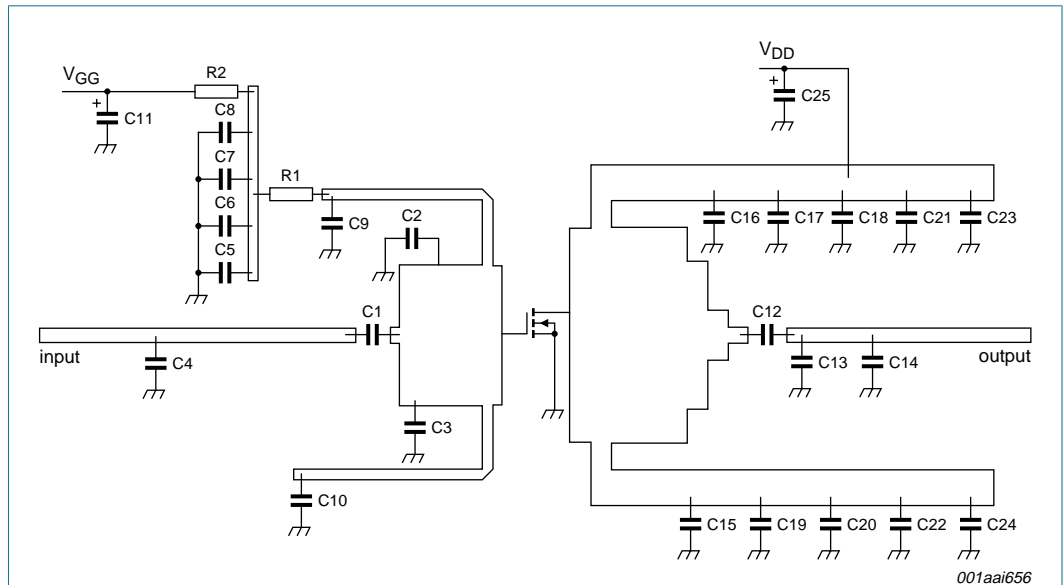 VGG
R2
VDD
+
C11
C8
+
C25
C7
R1
C6
C9
C2
C16
C17
C18
C21
C23
C5
C1
C12
input
C4
C13
C14
output
C3
C10
C15
C19
C20
C22
C24
001aai656